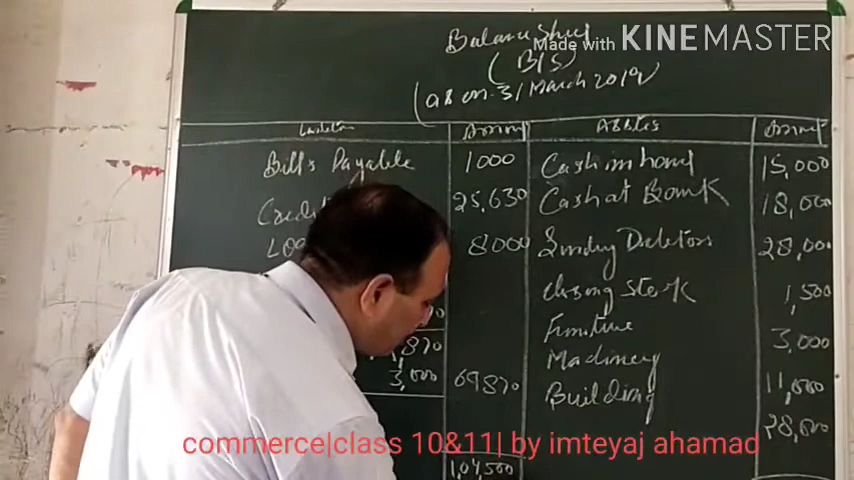 Balance Sheet
Made with KINEMASTER
(B/S)
(as on 31 March 2019)
Amount Assets Amount
Bills Payable 1000 Cash in hand 15,000
25,630 Cash at Bank 18,000
8000 Sundry Debtors 28,000
Closing Stock 1,500
Furniture 3,000
870 Machinery 11,000
3,000 69870 Building 28,000
commerce|class 10&11| by imteyaj ahamad
1,04,500